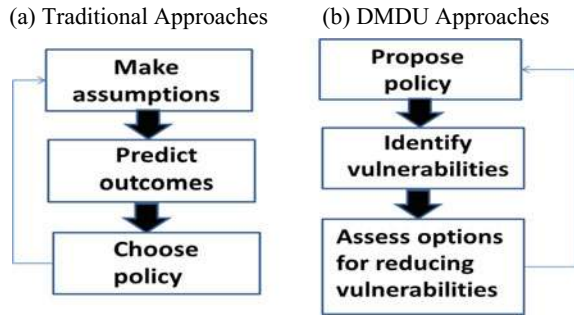 (a) Traditional Approaches
Make
assumptions
Predict
outcomes
Choose
policy
(b) DMDU Approaches
Propose
policy
Identify
vulnerabilities
Assess options
for reducing
vulnerabilities